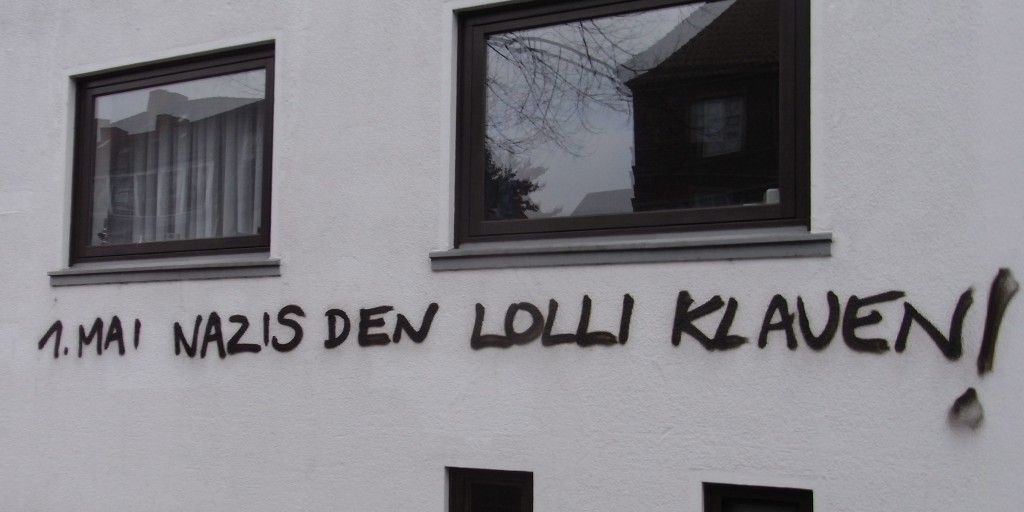 1. MAI NAZIS DEN LOLLI KLAUEN!